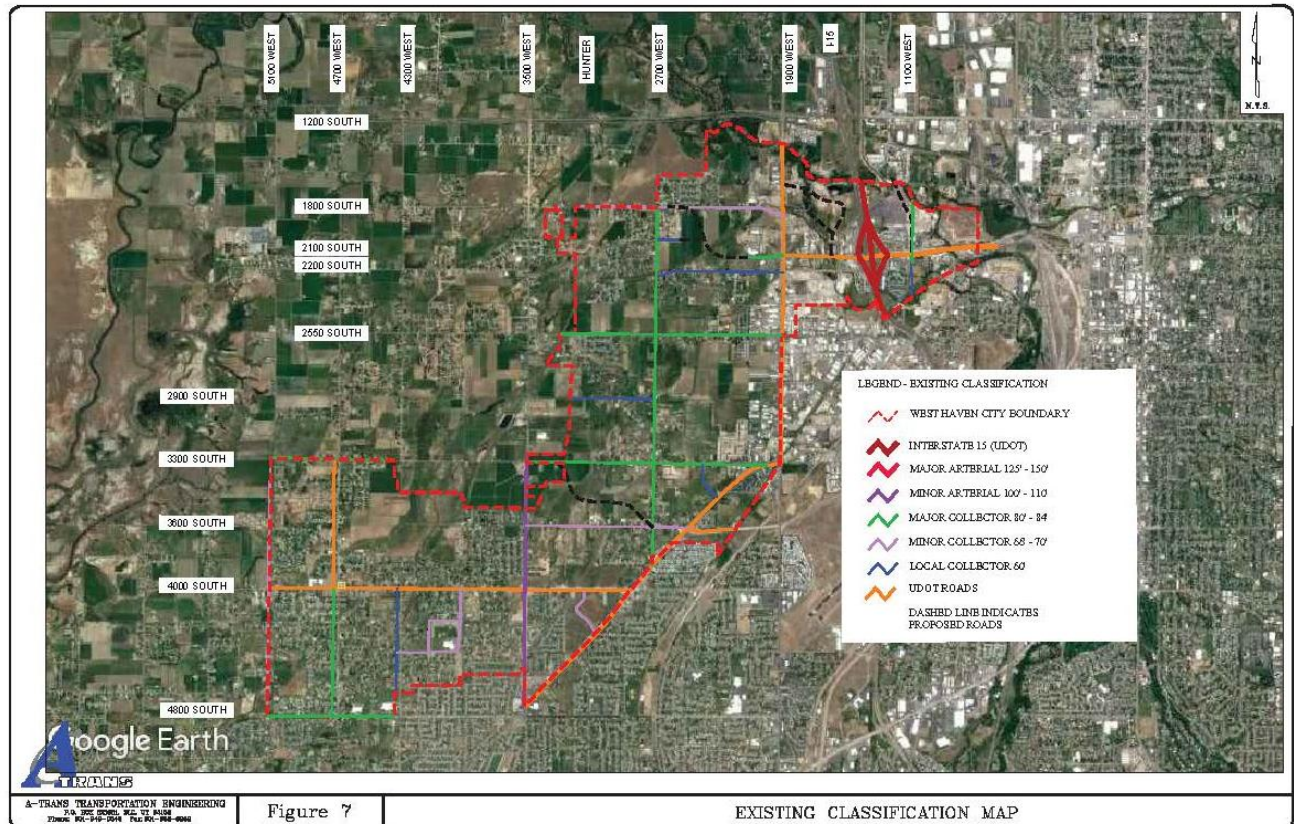 5100 WEST
4700 WEST
4300 WEST
3500 WEST
HUNTER
2700 WEST
1900 WEST
I-15
1100 WEST
N
N.T.S.
1200 SOUTH
1800 SOUTH
2100 SOUTH
2200 SOUTH
2550 SOUTH
2900 SOUTH
3300 SOUTH
3600 SOUTH
4000 SOUTH
4800 SOUTH
LEGEND - EXISTING CLASSIFICATION
WEST HAVEN CITY BOUNDARY
INTERSTATE 15 (UDOT)
MAJOR ARTERIAL 125' - 150'
MINOR ARTERIAL 100' - 110'
MAJOR COLLECTOR 80' - 84'
MINOR COLLECTOR 68' - 70'
LOCAL COLLECTOR 60'
UDOT ROADS
DASHED LINE INDICATES
PROPOSED ROADS
Google Earth
A TRANS
A-TRANS TRANSPORTATION ENGINEERING
Figure 7
EXISTING CLASSIFICATION MAP